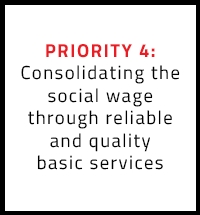 PRIORITY 4:
Consolidating the
social wage
through reliable
and quality
basic services